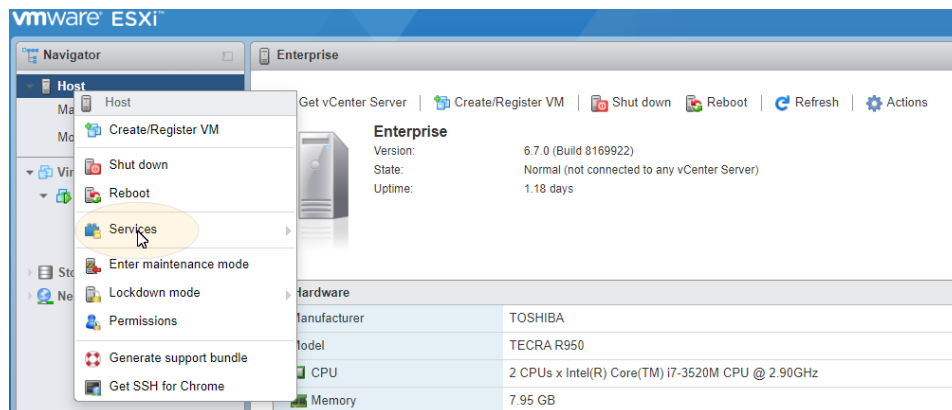 vmware ESXi™
Navigator
Enterprise
Host
Ma
Mo
Vir
Sto
Ne
Host
Create/Register VM
Shut down
Reboot
Services
Enter maintenance mode
Lockdown mode
Permissions
Generate support bundle
Get SSH for Chrome
Get vCenter Server Create/Register VM Shut down Reboot Refresh Actions
Enterprise
Version: 6.7.0 (Build 8169922)
State: Normal (not connected to any vCenter Server)
Uptime: 1.18 days
Hardware
Manufacturer TOSHIBA
Model TECRA R950
CPU 2 CPUs x Intel(R) Core(TM) i7-3520M CPU @ 2.90GHz
Memory 7.95 GB